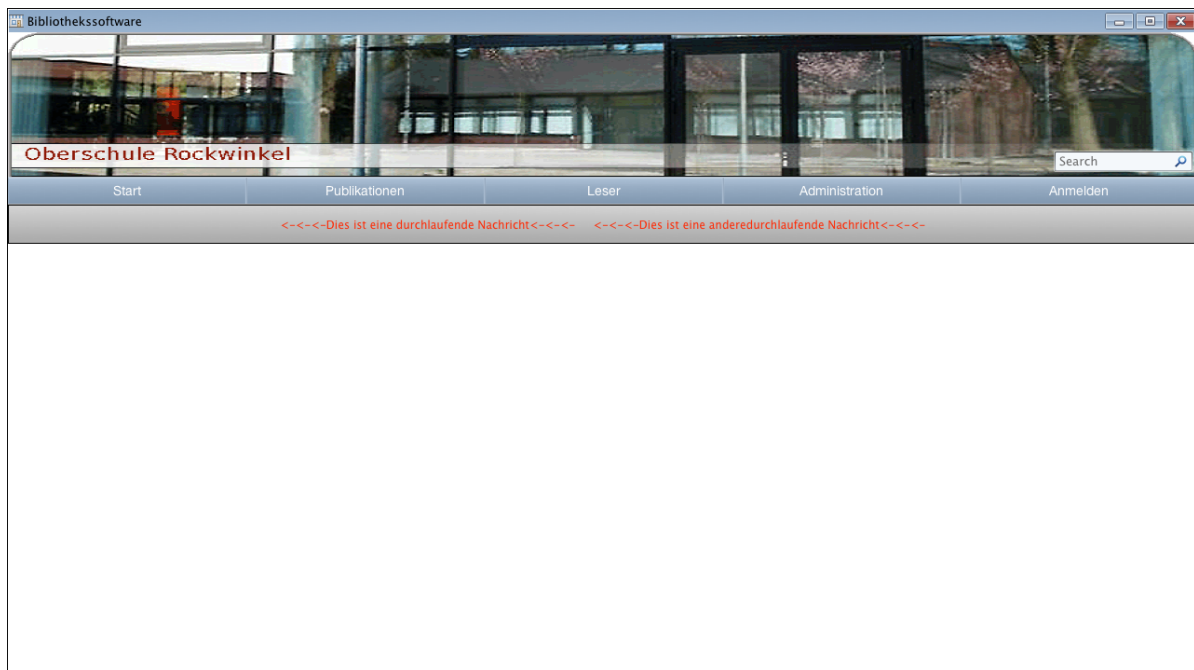 Bibliothekssoftware
Oberschule Rockwinkel
Search
Start Publikationen Leser Administration Anmelden
<-<-<-Dies ist eine durchlaufende Nachricht<-<-<- <-<-<-Dies ist eine anderedurchlaufende Nachricht<-<-<-